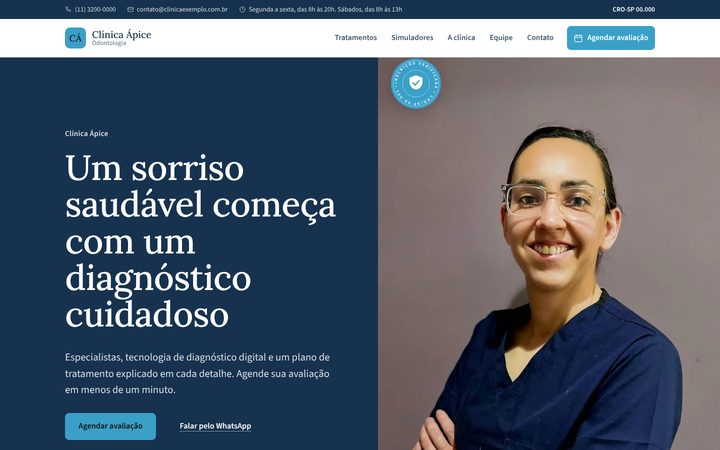 (11) 3200-0000
contato@clinicaexemplo.com.br
Segunda a sexta, das 8h às 20h. Sábados, das 8h às 13h
CRO-SP 00.000
CÁ
Clínica Ápice
Odontologia
Tratamentos
Simuladores
A clínica
Equipe
Contato
Agendar avaliação
INSCRIÇÃO VERIFICADA
Clínica Ápice
Um sorriso
saudável começa
com um
diagnóstico
cuidadoso
Especialistas, tecnologia de diagnóstico digital e um plano de
tratamento explicado em cada detalhe. Agende sua avaliação
em menos de um minuto.
Agendar avaliação
Falar pelo WhatsApp